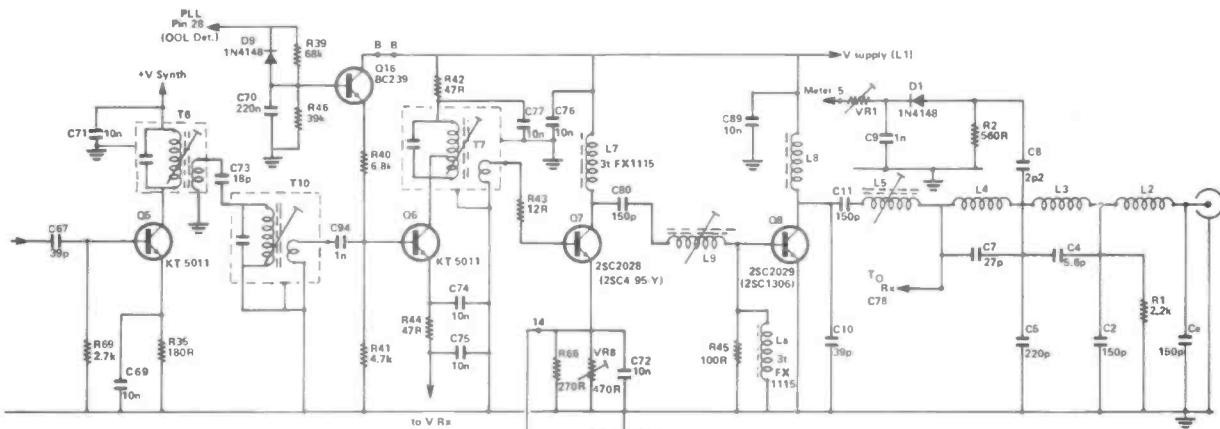 PLL
Pin 28
(OOL Det.)
D9
1N4148
R39
68k
B B
V supply (L1)
+V Synth
Q16
BC239
R42
47R
Meter 5
D1
1N4148
VR1
T6
C70
220n
R46
39k
C77
10n
C76
10n
C89
10n
C9
1n
R2
560R
C71
10n
T7
L7
3t FX1115
L8
C8
2p2
C73
18p
R40
6.8k
T10
R43
12R
C80
150p
C11
150p
L5
L4
L3
L2
Q5
Q6
Q7
Q8
C67
39p
KT 5011
C94
1n
KT 5011
L9
2SC2028
(2SC4 95-Y)
2SC2029
(2SC1306)
C7
27p
C4
5.6p
TO
Rx
C78
R1
2.2k
C74
10n
R44
47R
C75
10n
14
R69
2.7k
R35
180R
C69
10n
R41
4.7k
R66
270R
VR8
470R
C72
10n
R45
100R
La
3t
FX
1115
C10
39p
C5
220p
C2
150p
Ce
150p
to V Rx